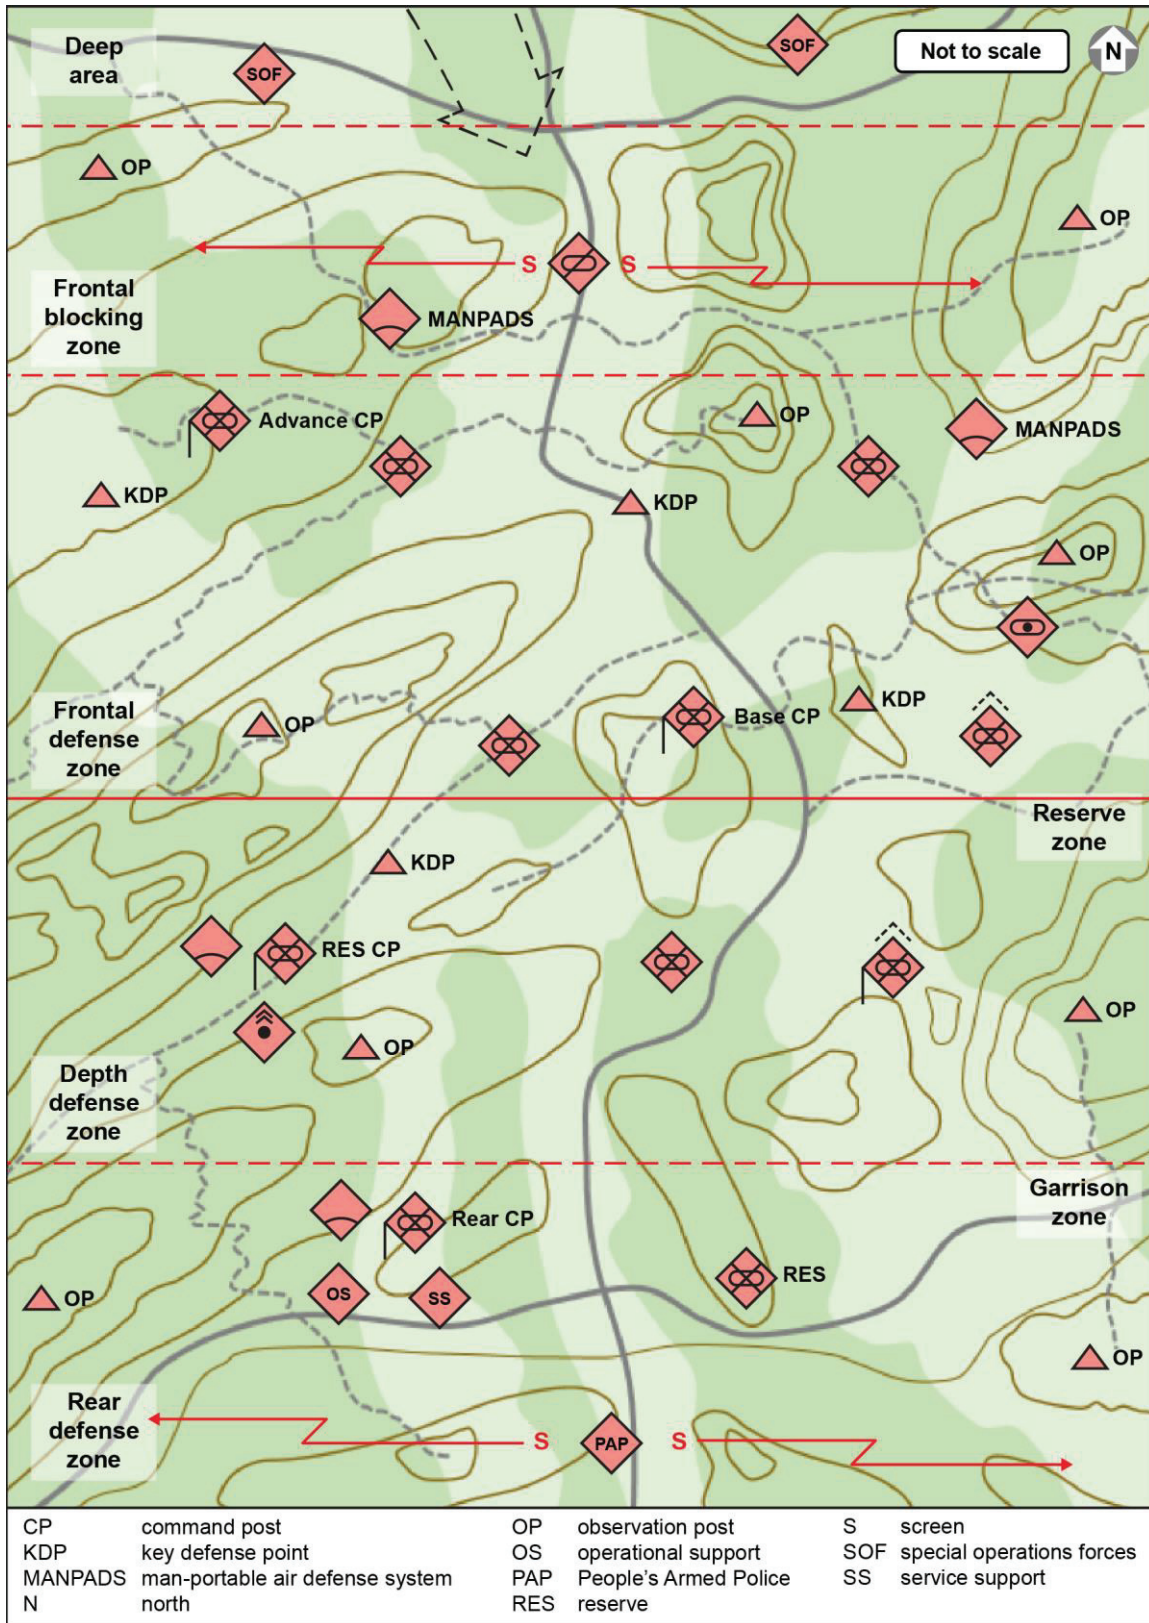 Deep
area
SOF
SOF
Not to scale
N
OP
OP
S
S
Frontal
blocking
zone
MANPADS
Advance CP
OP
MANPADS
KDP
KDP
OP
Frontal
defense
zone
OP
Base CP
KDP
Reserve
zone
KDP
RES CP
OP
OP
Depth
defense
zone
Garrison
zone
Rear CP
OP
OS
SS
RES
OP
Rear
defense
zone
S
PAP
S
CP command post
KDP key defense point
MANPADS man-portable air defense system
N north
OP observation post
OS operational support
PAP People's Armed Police
RES reserve
S screen
SOF special operations forces
SS service support